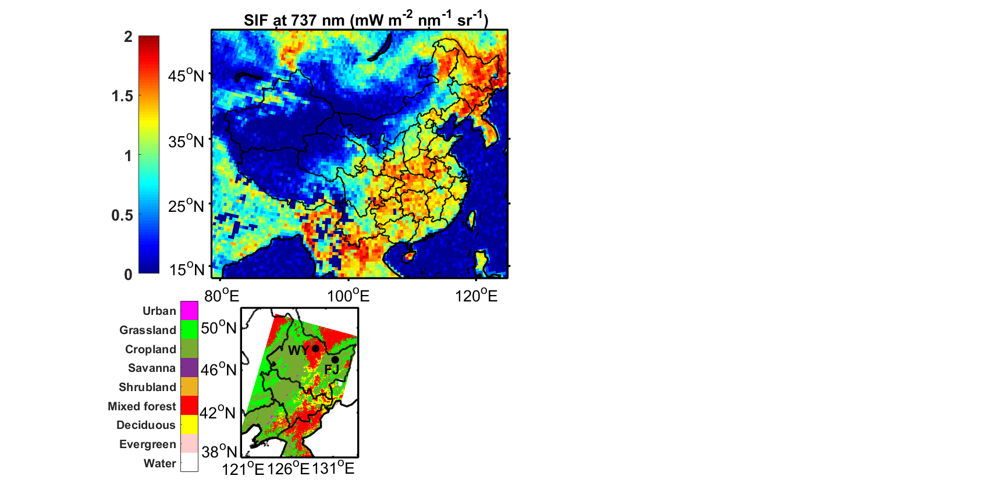 SIF at 737 nm (mW m-2 nm-1 sr-1)
2
1.5
1
0.5
0
45oN
35oN
25oN
15oN
80oE 100oE 120oE
Urban
Grassland
Cropland
Savanna
Shrubland
Mixed forest
Deciduous
Evergreen
Water
50oN
46oN
42oN
38oN
WY
FJ
121oE 126oE 131oE